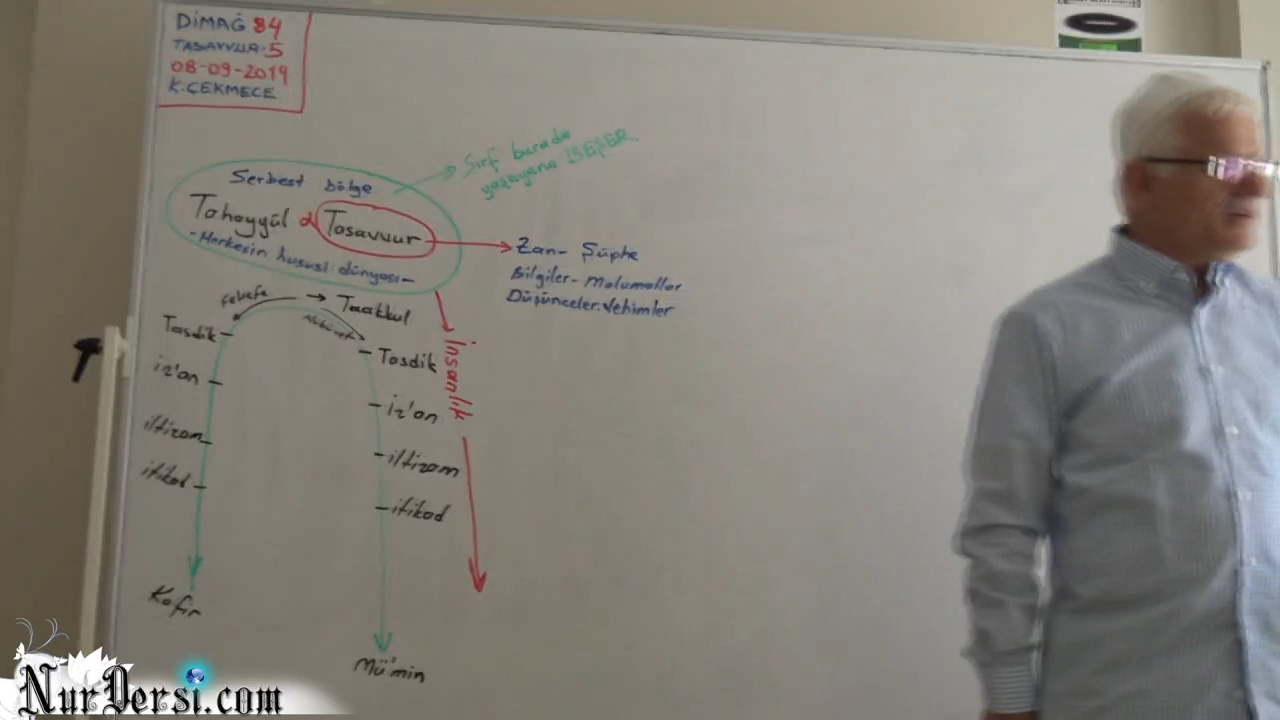 DİMAĞ 84
TASAVVUR:5
08-09-2019
K.ÇEKMECE
Sırf burada
yaşayana BEŞER
Serbest bölge
Tahayyül Tasavvur
-Herkesin hususi dünyası-
Zan- Şüphe
Bilgiler- Malumatlar
Düşünceler. Vehimler
felsefe
Taakkul
Tasdik
Tasdik
iz'an
iz'an
iltizam
iltizam
itikad
itikad
İnsanlık
Kafir
Mü'min
NurDersi.com